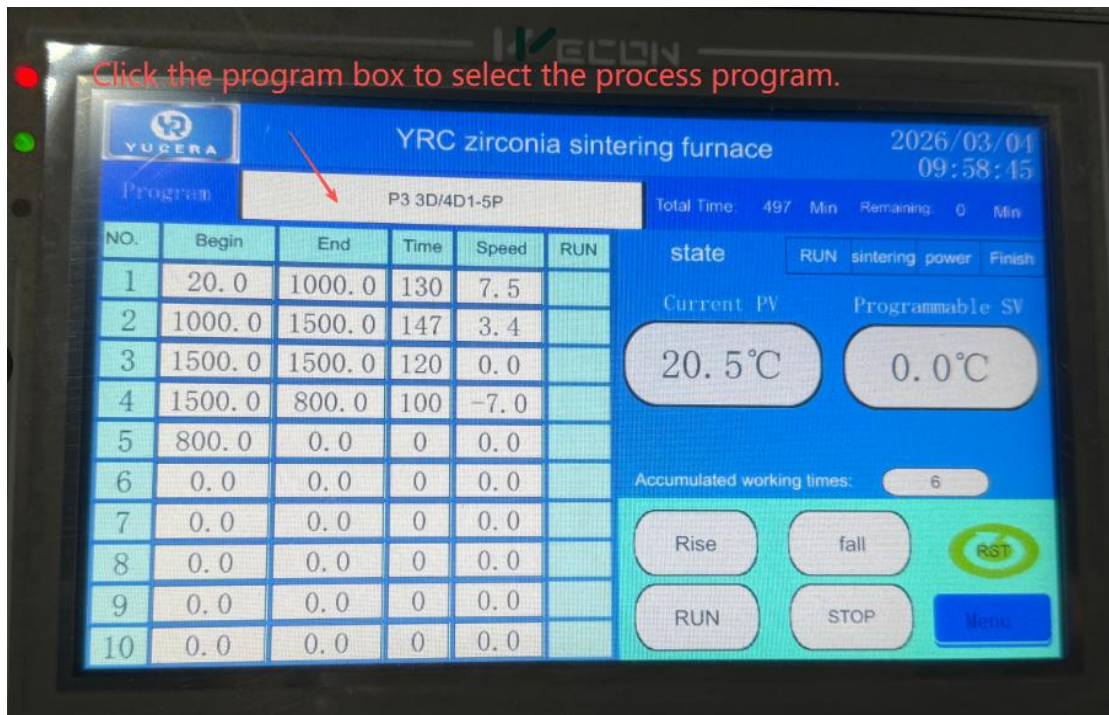 WECON
Click the program box to select the process program.
YUCERA
YRC zirconia sintering furnace
2026/03/04
09:58:45
Program
P3 3D/4D1-5P
Total Time: 497 Min Remaining: 0 Min
NO. Begin End Time Speed RUN
state RUN sintering power Finish
1 20.0 1000.0 130 7.5
2 1000.0 1500.0 147 3.4
3 1500.0 1500.0 120 0.0
4 1500.0 800.0 100 -7.0
5 800.0 0.0 0 0.0
6 0.0 0.0 0 0.0
7 0.0 0.0 0 0.0
8 0.0 0.0 0 0.0
9 0.0 0.0 0 0.0
10 0.0 0.0 0 0.0
Current PV Programmable SV
20.5℃ 0.0℃
Accumulated working times: 6
Rise fall RST
RUN STOP Menu